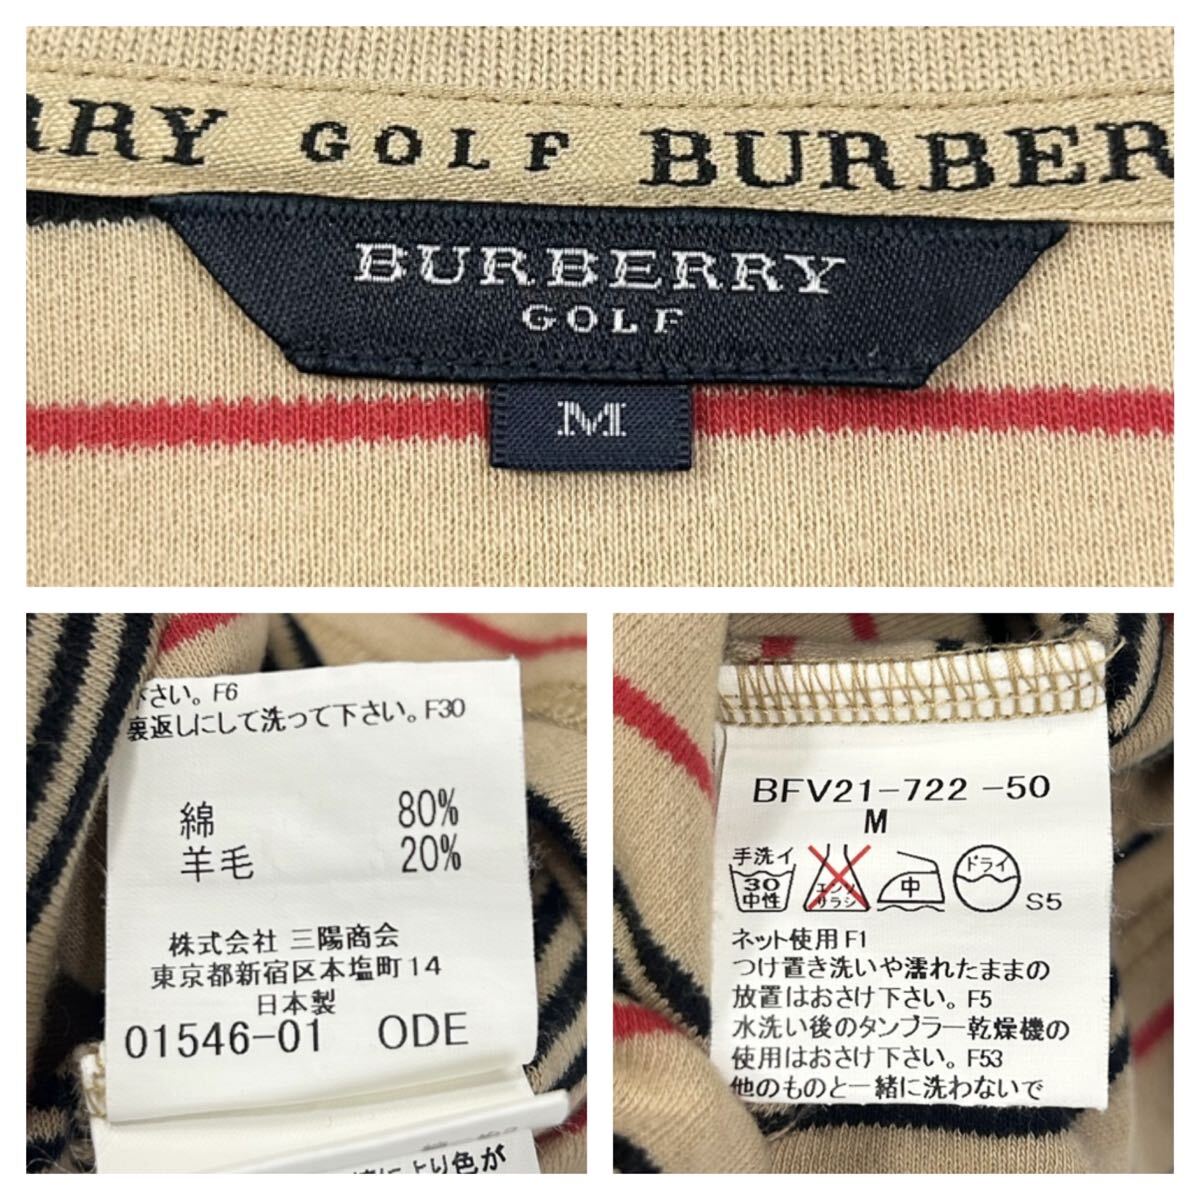 RRY GOLF BURBER
BURBERRY
GOLF
M
さい。F6
裏返しにして洗って下さい。F30
綿 80%
羊毛 20%
株式会社 三陽商会
東京都新宿区本塩町14
日本製
01546-01 ODE
により色が
BFV21-722-50
M
手洗イ
30
中性
エンソ
サラシ
中
ドライ
S5
ネット使用F1
つけ置き洗いや濡れたままの
放置はおさけ下さい。F5
水洗い後のタンブラー乾燥機の
使用はおさけ下さい。F53
他のものと一緒に洗わないで